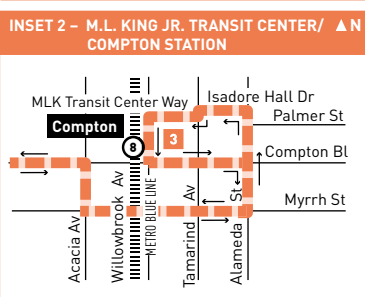 INSET 2 – M.L. KING JR. TRANSIT CENTER/ ▲N
COMPTON STATION
MLK Transit Center Way
Isadore Hall Dr
Palmer St
Compton
8
3
Compton Bl
Myrrh St
Acacia Av
Willowbrook Av
METRO BLUE LINE
Tamarind Av
Alameda St